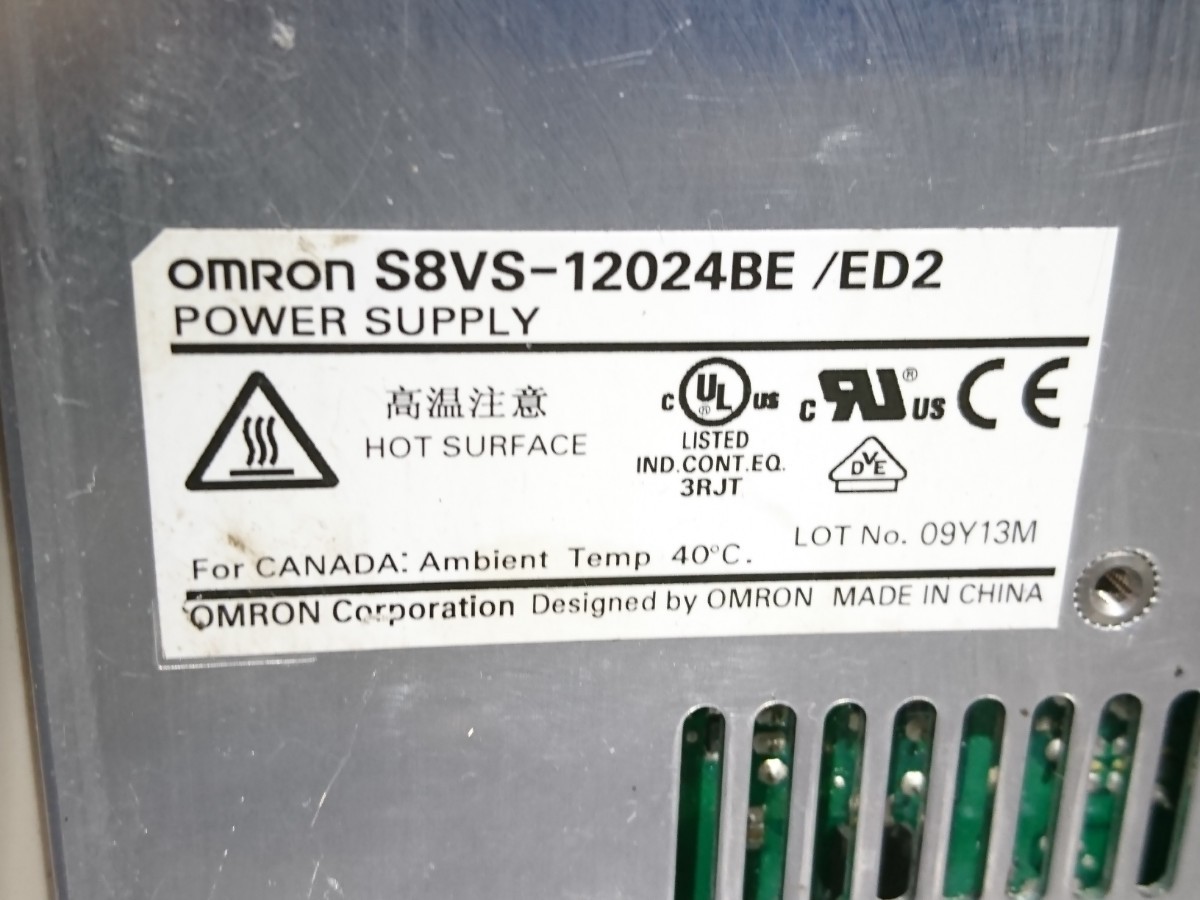 OMRON S8VS-12024BE /ED2
POWER SUPPLY
高温注意
HOT SURFACE
C UL ® US
LISTED
IND.CONT.EQ.
3RJT
C RU ® US
CE
DVE
LOT No. 09Y13M
For CANADA: Ambient Temp 40°C.
OMRON Corporation Designed by OMRON MADE IN CHINA